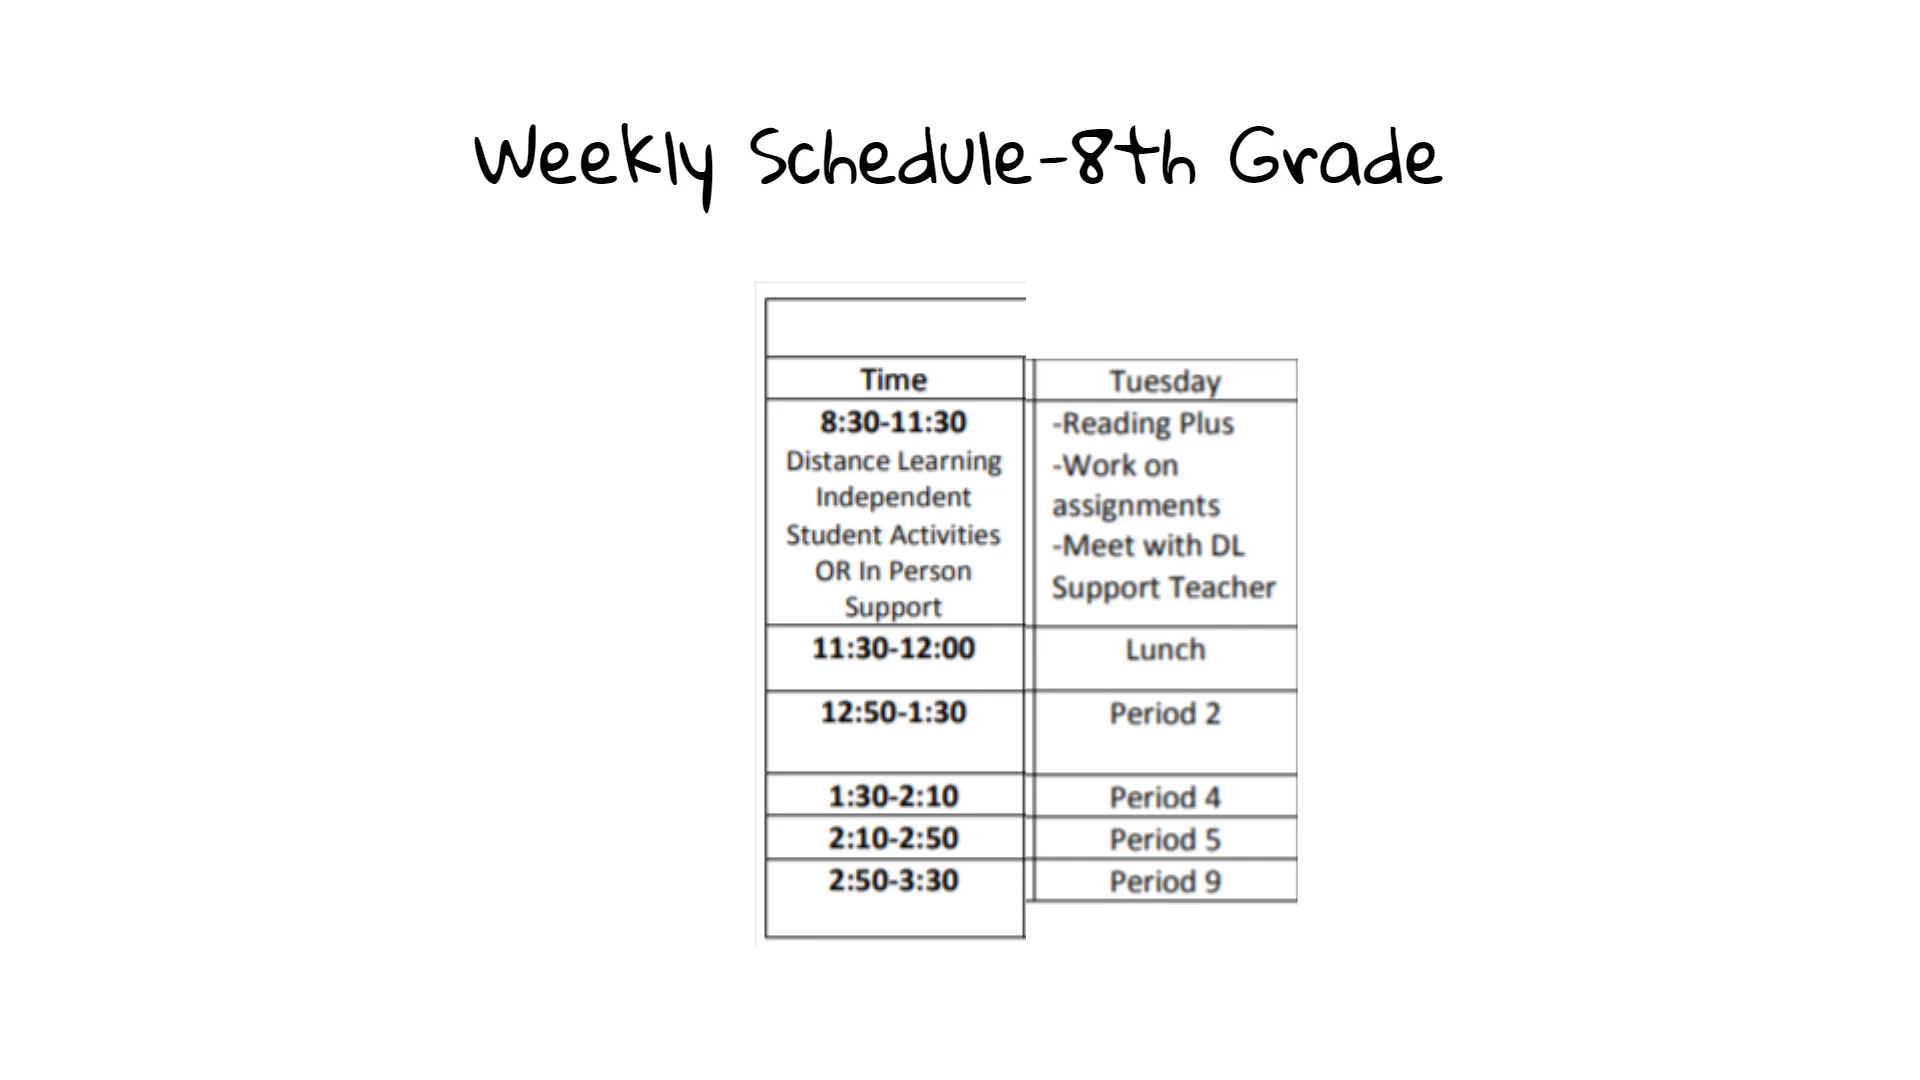 Weekly Schedule-8th Grade
Time
Tuesday
8:30-11:30
Distance Learning
Independent
Student Activities
OR In Person
Support
-Reading Plus
-Work on
assignments
-Meet with DL
Support Teacher
11:30-12:00
Lunch
12:50-1:30
Period 2
1:30-2:10
Period 4
2:10-2:50
Period 5
2:50-3:30
Period 9